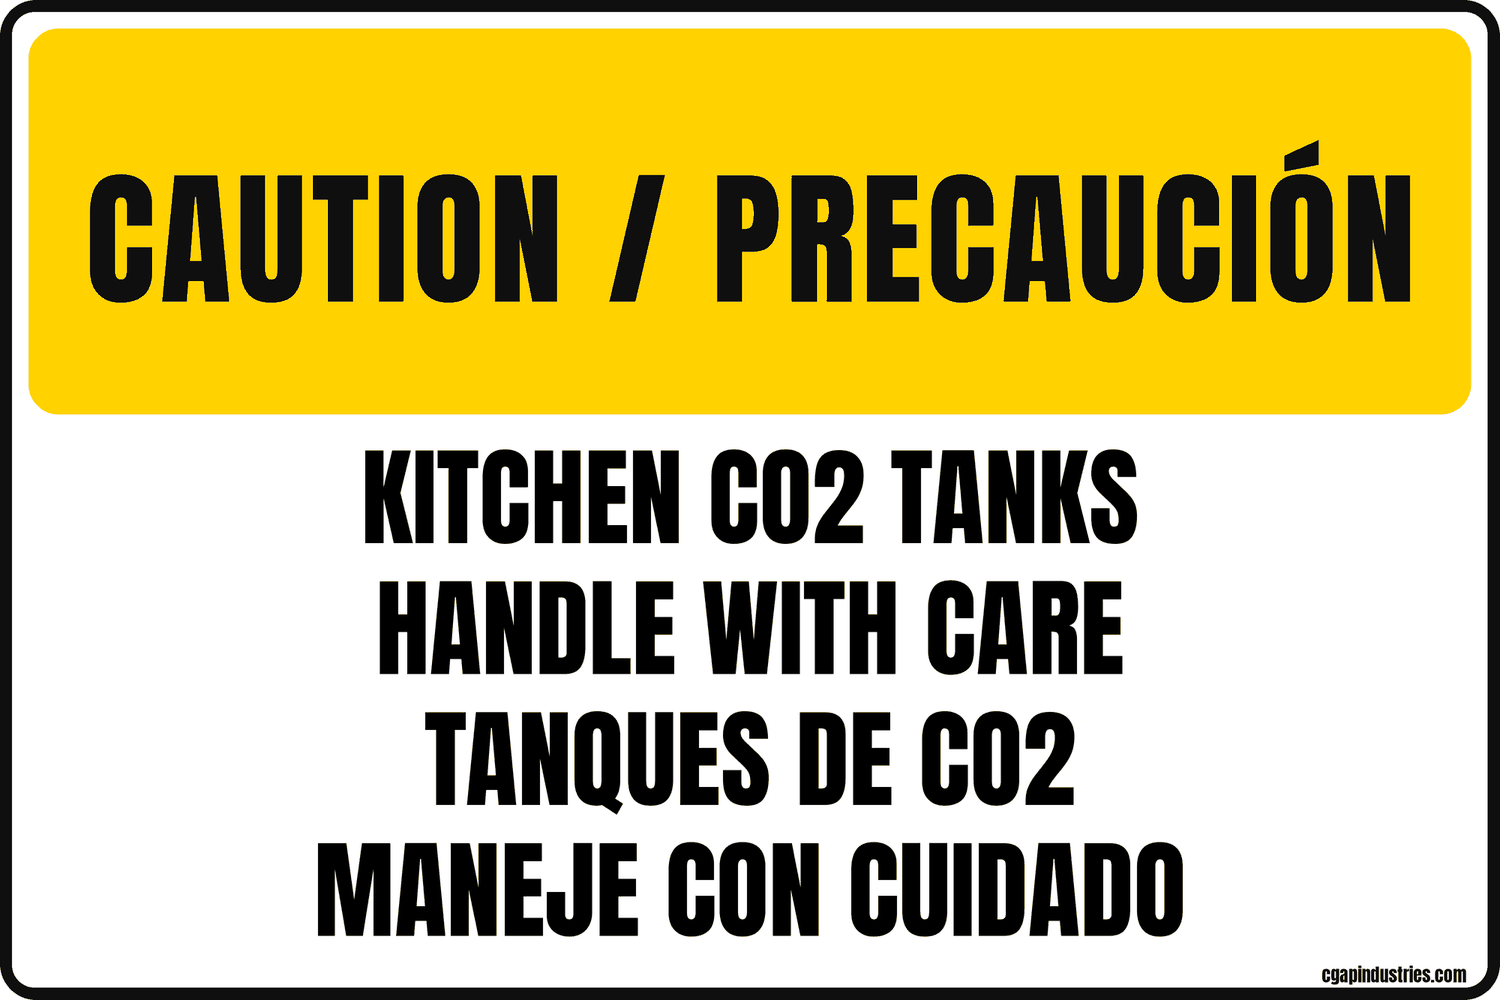 CAUTION / PRECAUCIÓN
KITCHEN CO2 TANKS
HANDLE WITH CARE
TANQUES DE CO2
MANEJE CON CUIDADO
cgapindustries.com